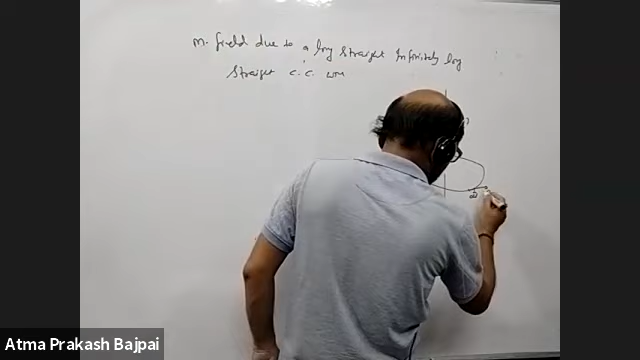 m. field due to a long straight Infinitely long
straight c.c. wire
Atma Prakash Bajpai